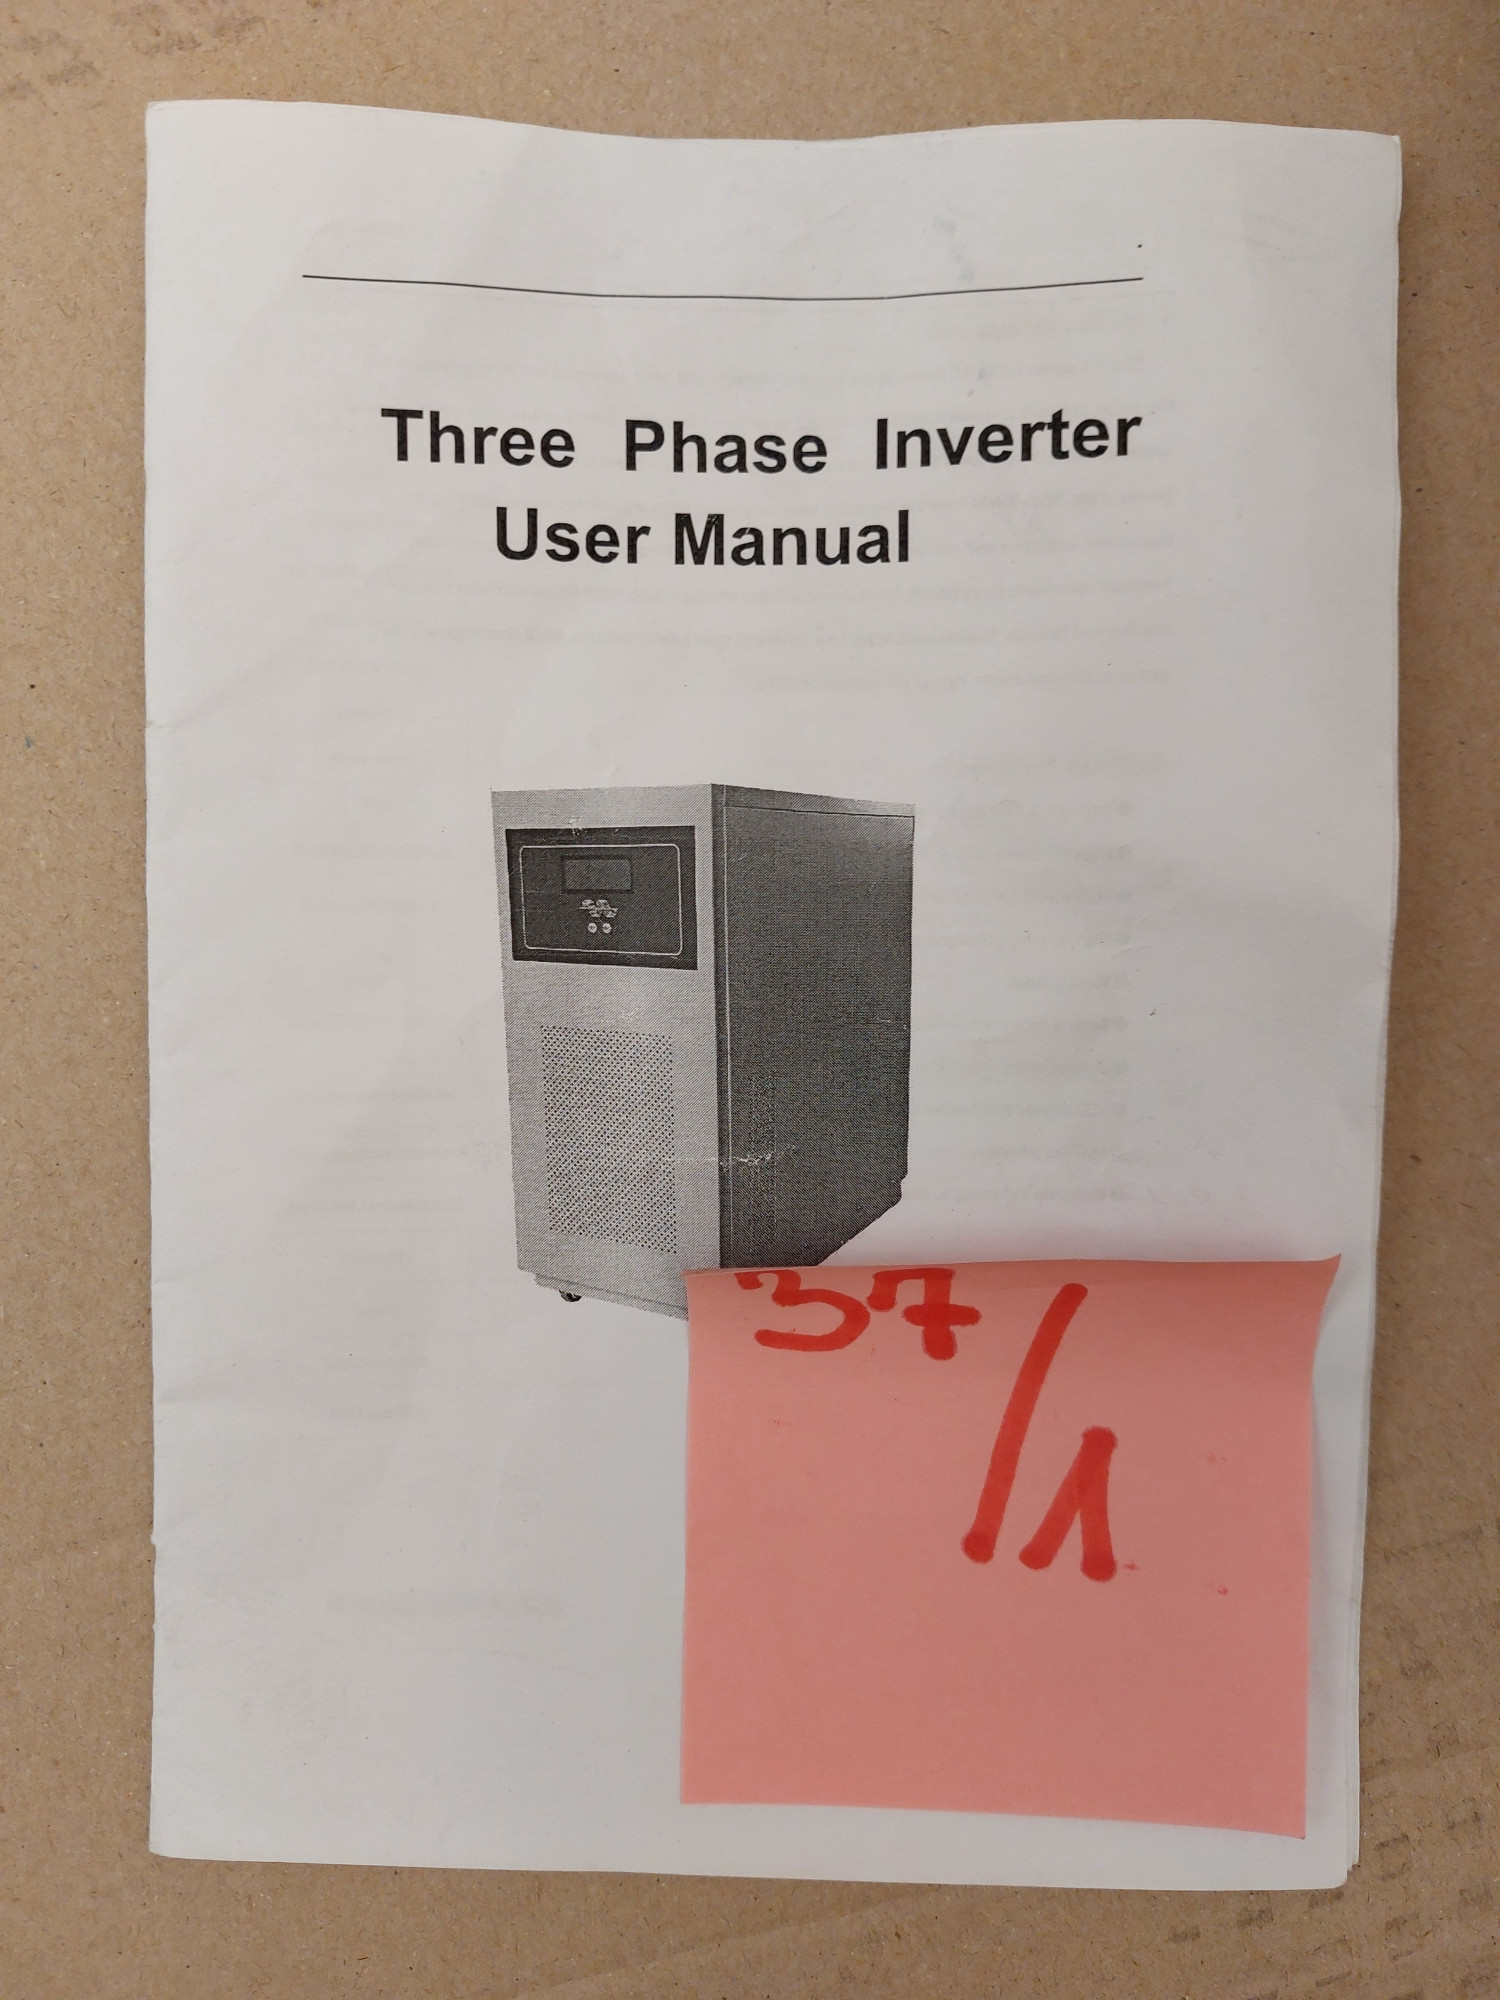 Three Phase Inverter
User Manual
37/1